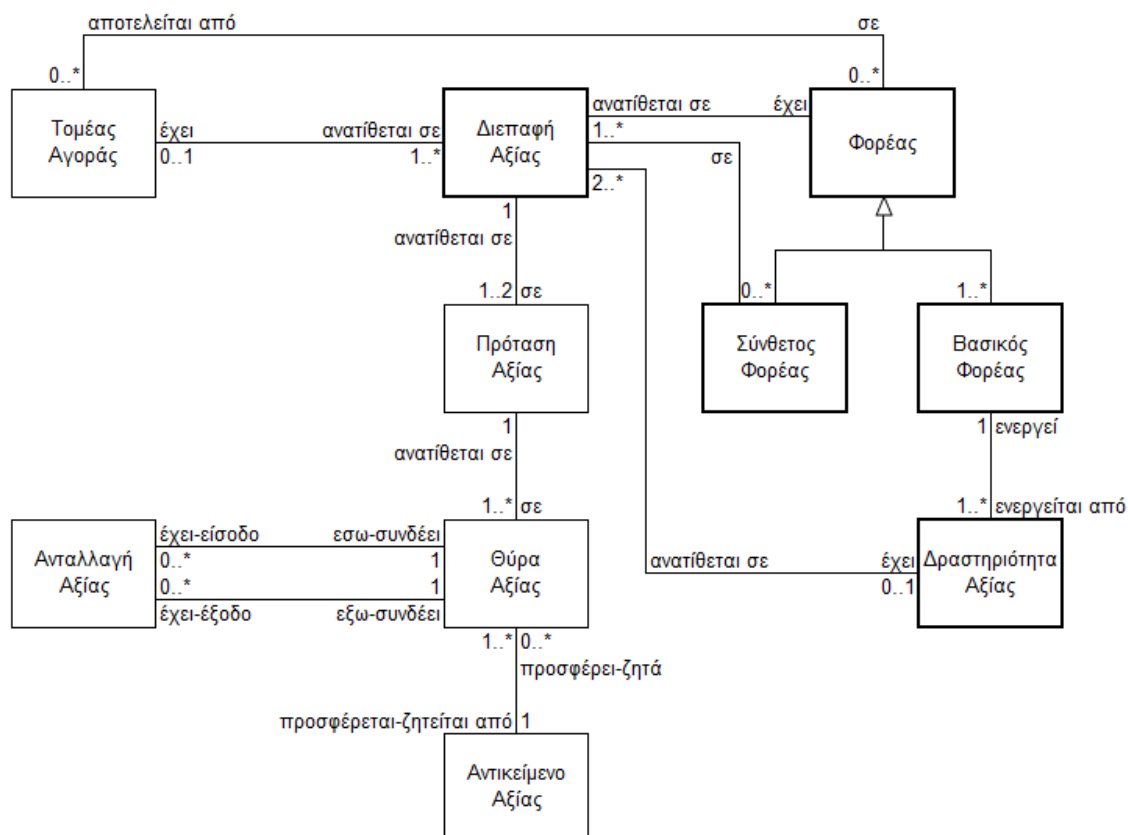 αποτελείται από
σε
0..*
0..*
Τομέας
Αγοράς
έχει
0..1
ανατίθεται σε
1..*
Διεπαφή
Αξίας
ανατίθεται σε
1..*
έχει
Φορέας
σε
2..*
1
ανατίθεται σε
1..2 σε
0..*
1..*
Πρόταση
Αξίας
Σύνθετος
Φορέας
Βασικός
Φορέας
1
ανατίθεται σε
1 ενεργεί
1..* σε
1..* ενεργείται από
Ανταλλαγή
Αξίας
έχει-είσοδο
0..*
0..*
έχει-έξοδο
εσω-συνδέει
1
1
εξω-συνδέει
Θύρα
Αξίας
ανατίθεται σε
έχει
0..1
Δραστηριότητα
Αξίας
1..* 0..*
προσφέρει-ζητά
προσφέρεται-ζητείται από 1
Αντικείμενο
Αξίας